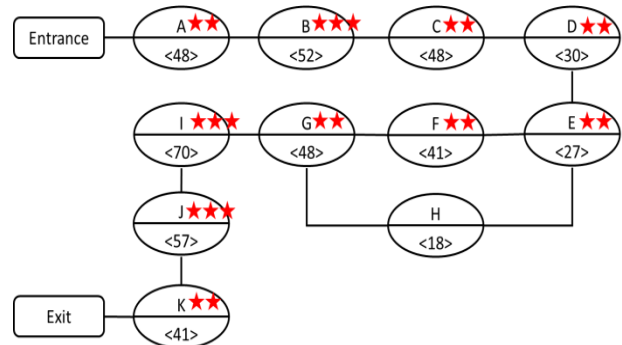 Entrance
A★★
<48>
B★★★
<52>
C★★
<48>
D★★
<30>
I★★★
<70>
G★★
<48>
F★★
<41>
E★★
<27>
J★★★
<57>
H
<18>
Exit
K★★
<41>